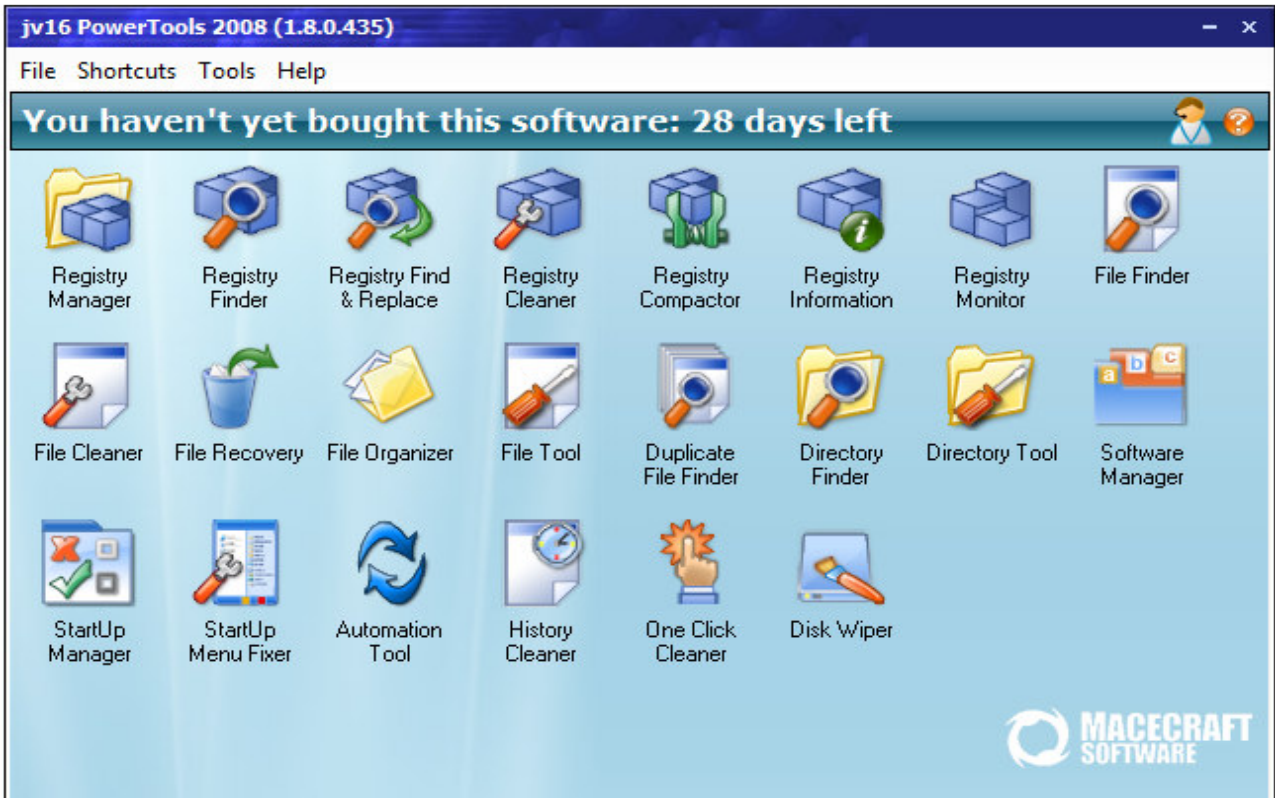 jv16 PowerTools 2008 (1.8.0.435)
File Shortcuts Tools Help
You haven't yet bought this software: 28 days left
Registry
Manager
Registry
Finder
Registry Find
& Replace
Registry
Cleaner
Registry
Compactor
Registry
Information
Registry
Monitor
File Finder
File Cleaner
File Recovery
File Organizer
File Tool
Duplicate
File Finder
Directory
Finder
Directory Tool
a b c
Software
Manager
StartUp
Manager
StartUp
Menu Fixer
Automation
Tool
History
Cleaner
One Click
Cleaner
Disk Wiper
MACECRAFT
SOFTWARE